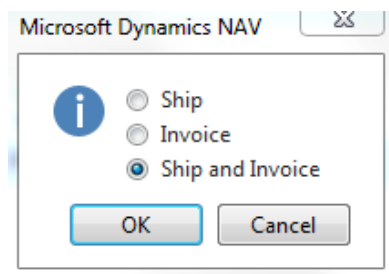 Microsoft Dynamics NAV
Ship
Invoice
Ship and Invoice
OK Cancel